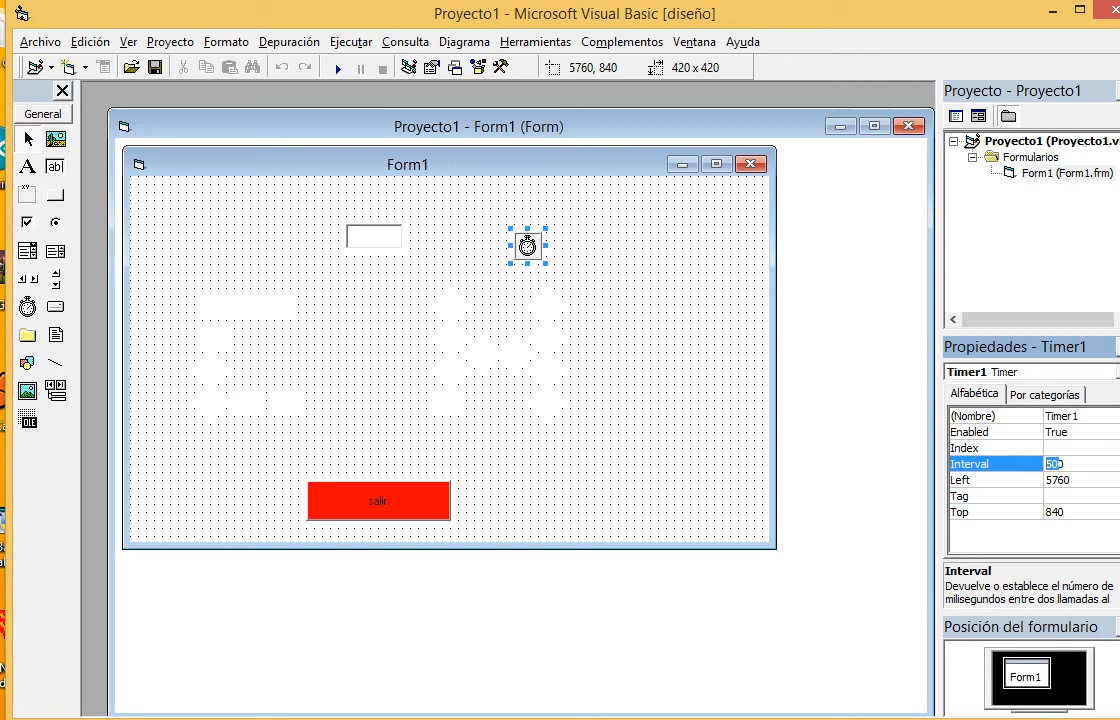 Proyecto1 - Microsoft Visual Basic [diseño]
Archivo Edición Ver Proyecto Formato Depuración Ejecutar Consulta Diagrama Herramientas Complementos Ventana Ayuda
5760, 840 420 x 420
General
A ab|
xy
OLE
Proyecto1 - Form1 (Form)
Form1
salir
Proyecto - Proyecto1
Proyecto1 (Proyecto1.v
Formularios
Form1 (Form1.frm)
Propiedades - Timer1
Timer1 Timer
Alfabética Por categorías
(Nombre) Timer1
Enabled True
Index
Interval 500
Left 5760
Tag
Top 840
Interval
Devuelve o establece el número de
milisegundos entre dos llamadas al
Posición del formulario
Form1